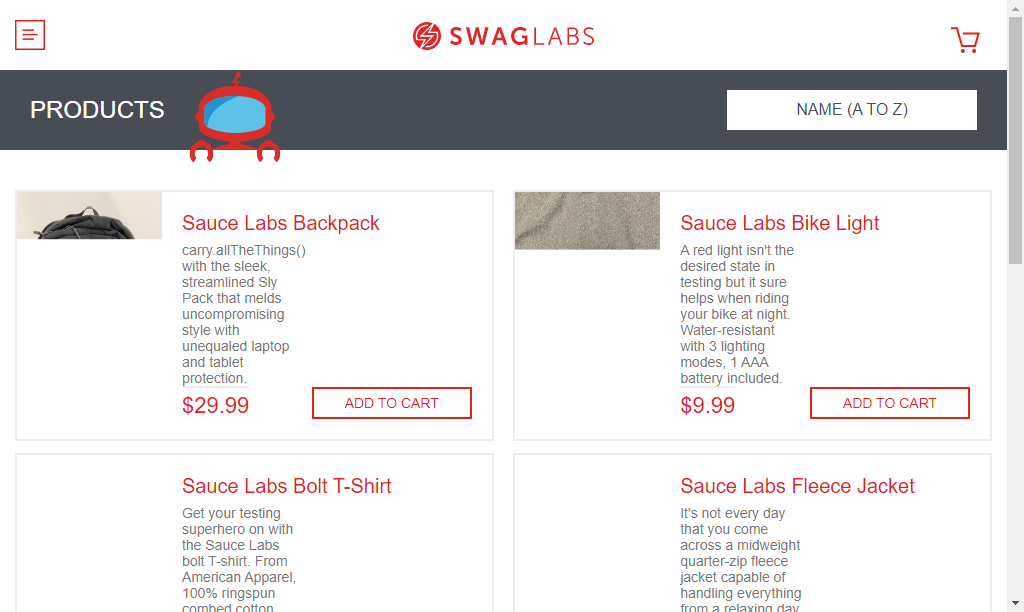 SWAGLABS
PRODUCTS
NAME (A TO Z)
Sauce Labs Backpack
carry.allTheThings()
with the sleek,
streamlined Sly
Pack that melds
uncompromising
style with
unequaled laptop
and tablet
protection.
$29.99
ADD TO CART
Sauce Labs Bike Light
A red light isn't the
desired state in
testing but it sure
helps when riding
your bike at night.
Water-resistant
with 3 lighting
modes, 1 AAA
battery included.
$9.99
ADD TO CART
Sauce Labs Bolt T-Shirt
Get your testing
superhero on with
the Sauce Labs
bolt T-shirt. From
American Apparel,
100% ringspun
combed cotton,
Sauce Labs Fleece Jacket
It's not every day
that you come
across a midweight
quarter-zip fleece
jacket capable of
handling everything
from a relaxing day